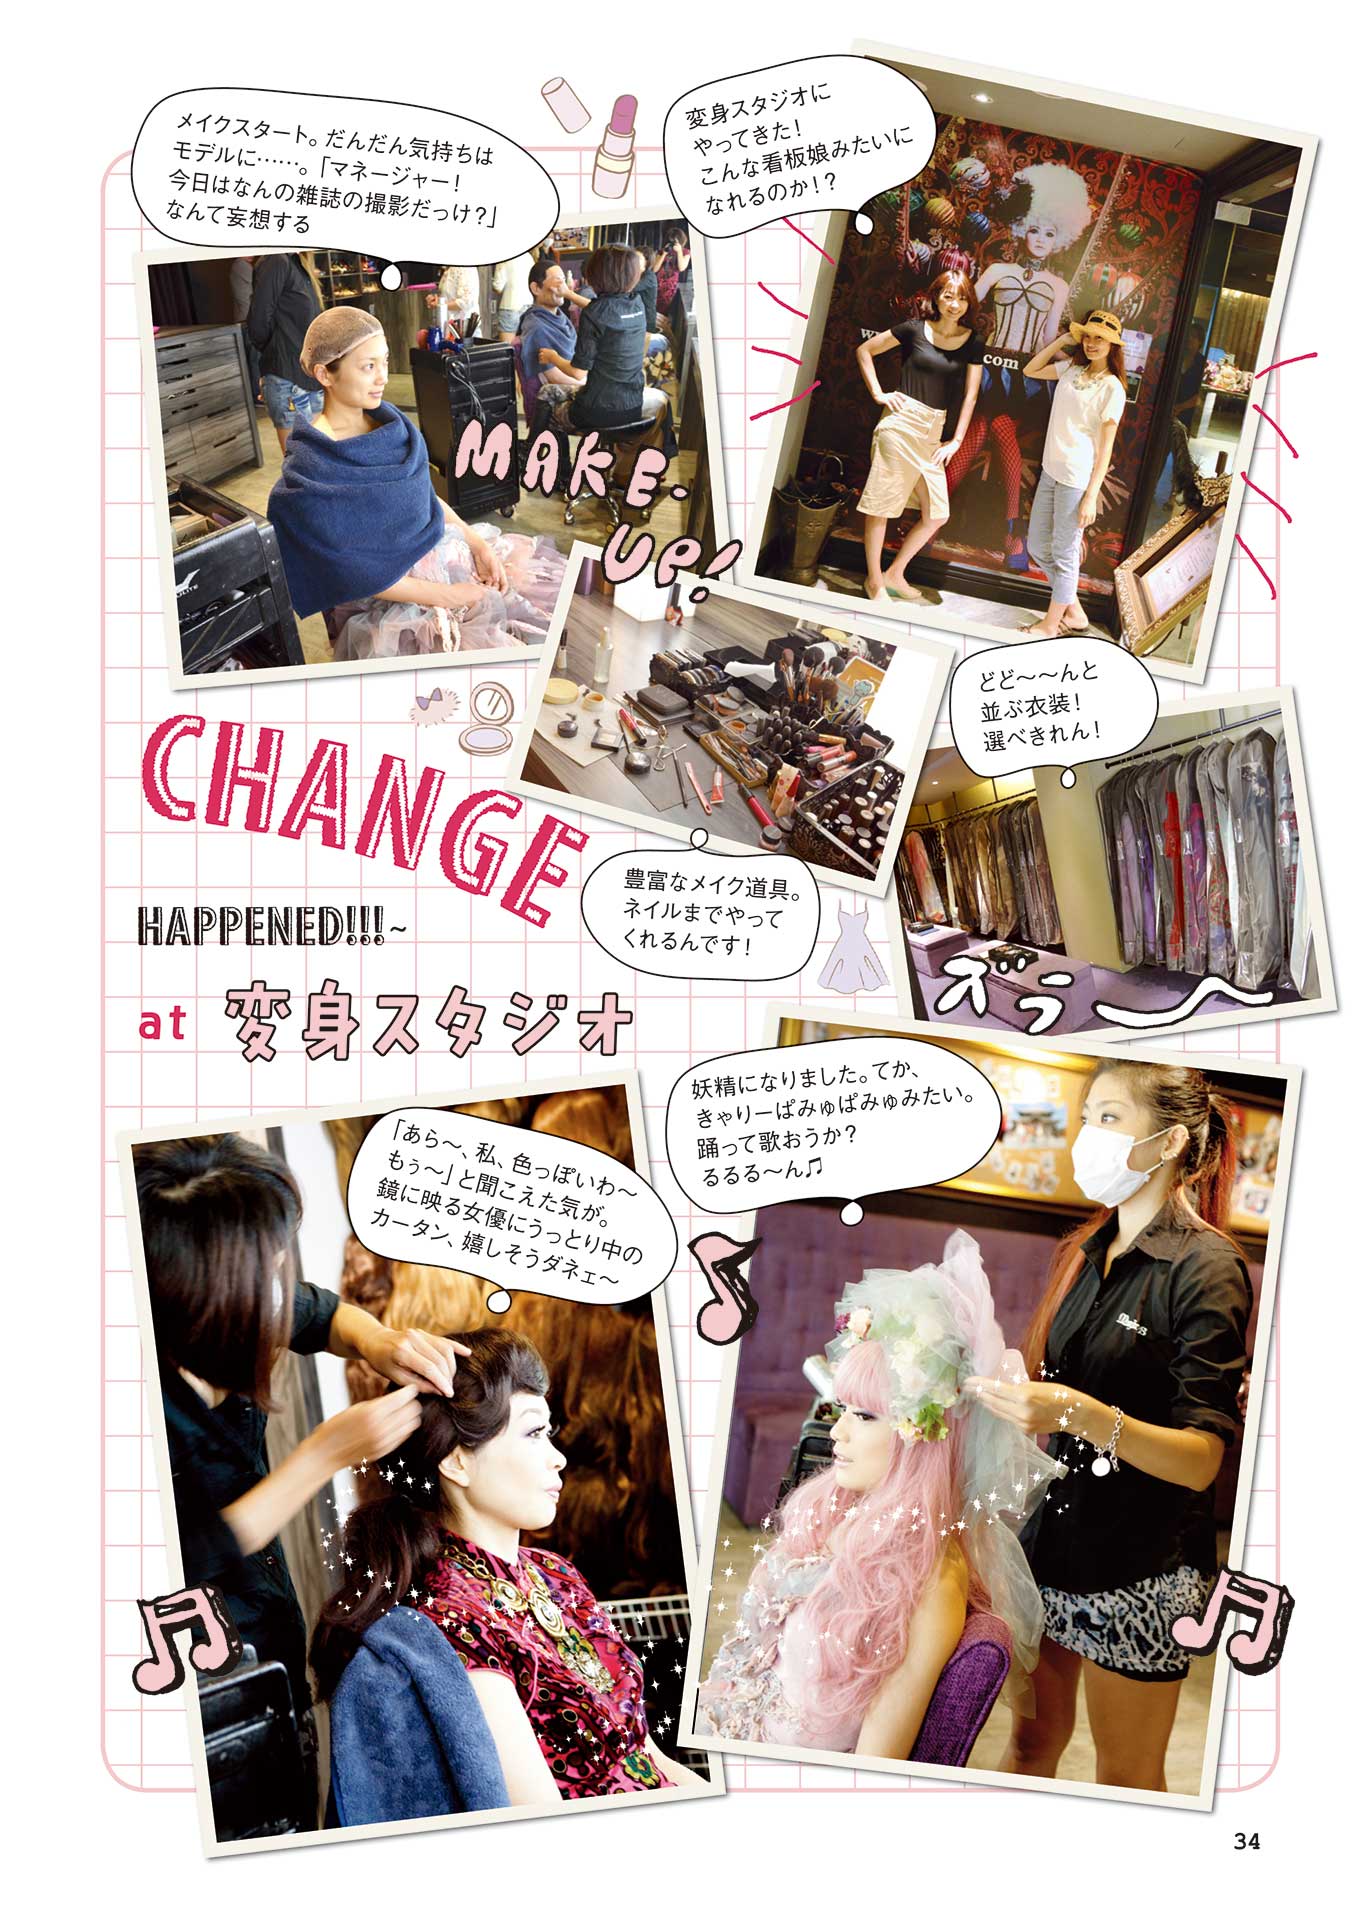 メイクスタート。だんだん気持ちは
モデルに……。「マネージャー!
今日はなんの雑誌の撮影だっけ?」
なんて妄想する
変身スタジオに
やってきた!
こんな看板娘みたいに
なれるのか!?
com
MAKE-
UP!
どど〜〜んと
並ぶ衣装!
選べきれん!
CHANGE
豊富なメイク道具。
ネイルまでやって
くれるんです!
HAPPENED!!!~
ズラ〜
at 変身スタジオ
「あら〜、私、色っぽいわ〜
もぅ〜」と聞こえた気が。
鏡に映る女優にうっとり中の
カータン、嬉しそうダネェ〜
妖精になりました。てか、
きゃりーぱみゅぱみゅみたい。
踊って歌おうか?
るるる〜ん♫
34